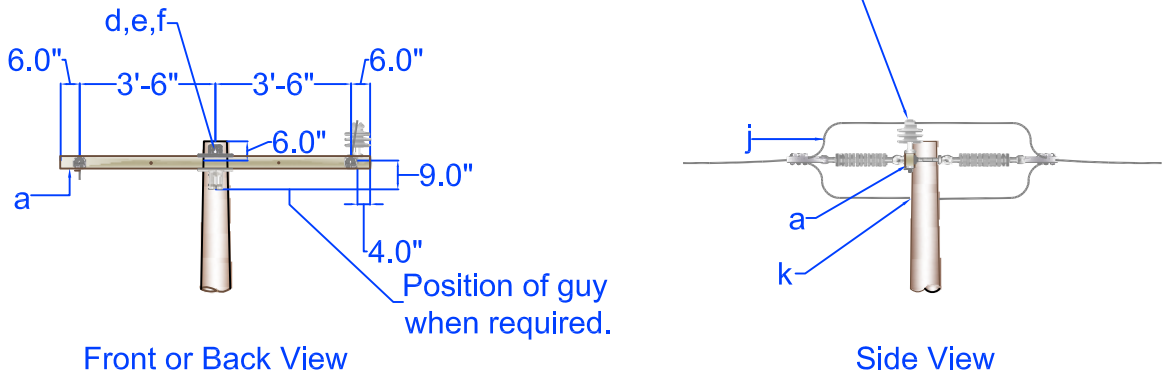 d,e,f
6.0" 3'-6" 3'-6" 6.0"
6.0"
9.0"
a
4.0"
Position of guy
when required.
Front or Back View
j
a
k
Side View